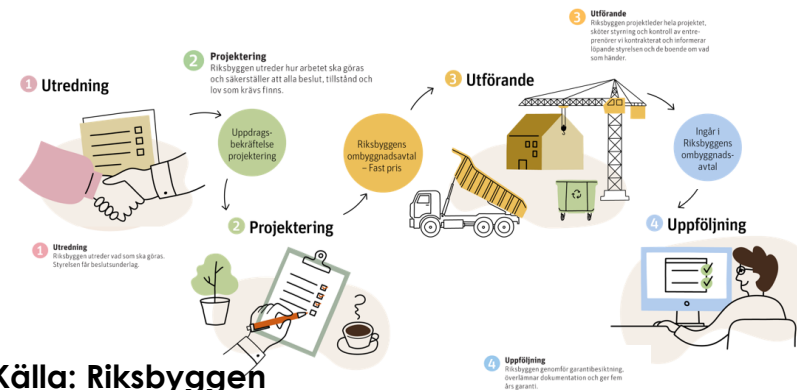 1 Utredning
1 Utredning
Riksbyggen utreder vad som ska göras.
Styrelsen får beslutsunderlag.
2 Projektering
Riksbyggen utreder hur arbetet ska göras
och säkerställer att alla beslut, tillstånd och
lov som krävs finns.
Uppdrags-
bekräftelse
projektering
2 Projektering
Riksbyggens
ombyggnadsavtal
– Fast pris
3 Utförande
3 Utförande
Riksbyggen projektleder hela projektet,
sköter styrning och kontroll av entre-
prenörer vi kontrakterat och informerar
löpande styrelsen och de boende om vad
som händer.
Ingår i
Riksbyggens
ombyggnads-
avtal
4 Uppföljning
4 Uppföljning
Riksbyggen genomför garantibesiktning,
överlämnar dokumentation och ger fem
års garanti.
Källa: Riksbyggen